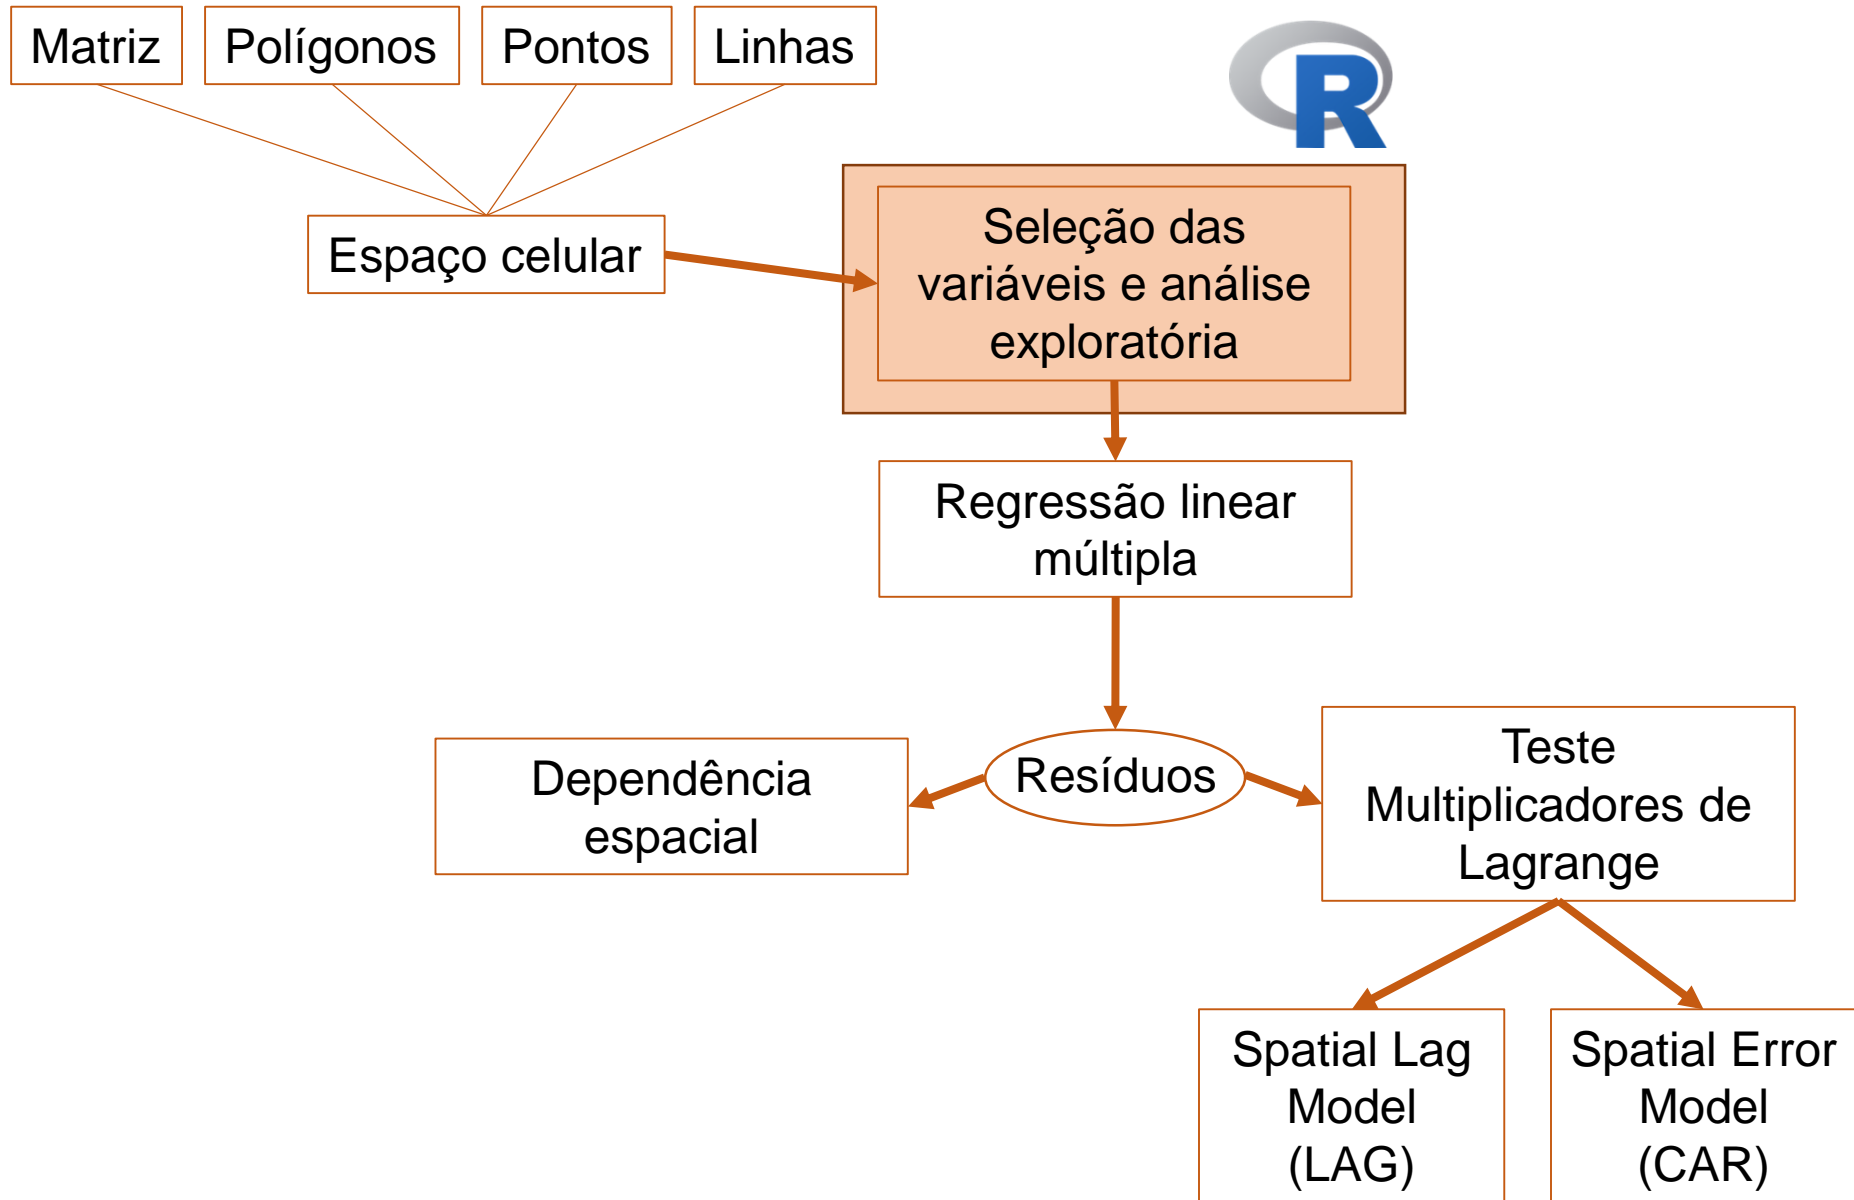 Matriz
Polígonos
Pontos
Linhas
R
Espaço celular
Seleção das
variáveis e análise
exploratória
Regressão linear
múltipla
Resíduos
Dependência
espacial
Teste
Multiplicadores de
Lagrange
Spatial Lag
Model
(LAG)
Spatial Error
Model
(CAR)